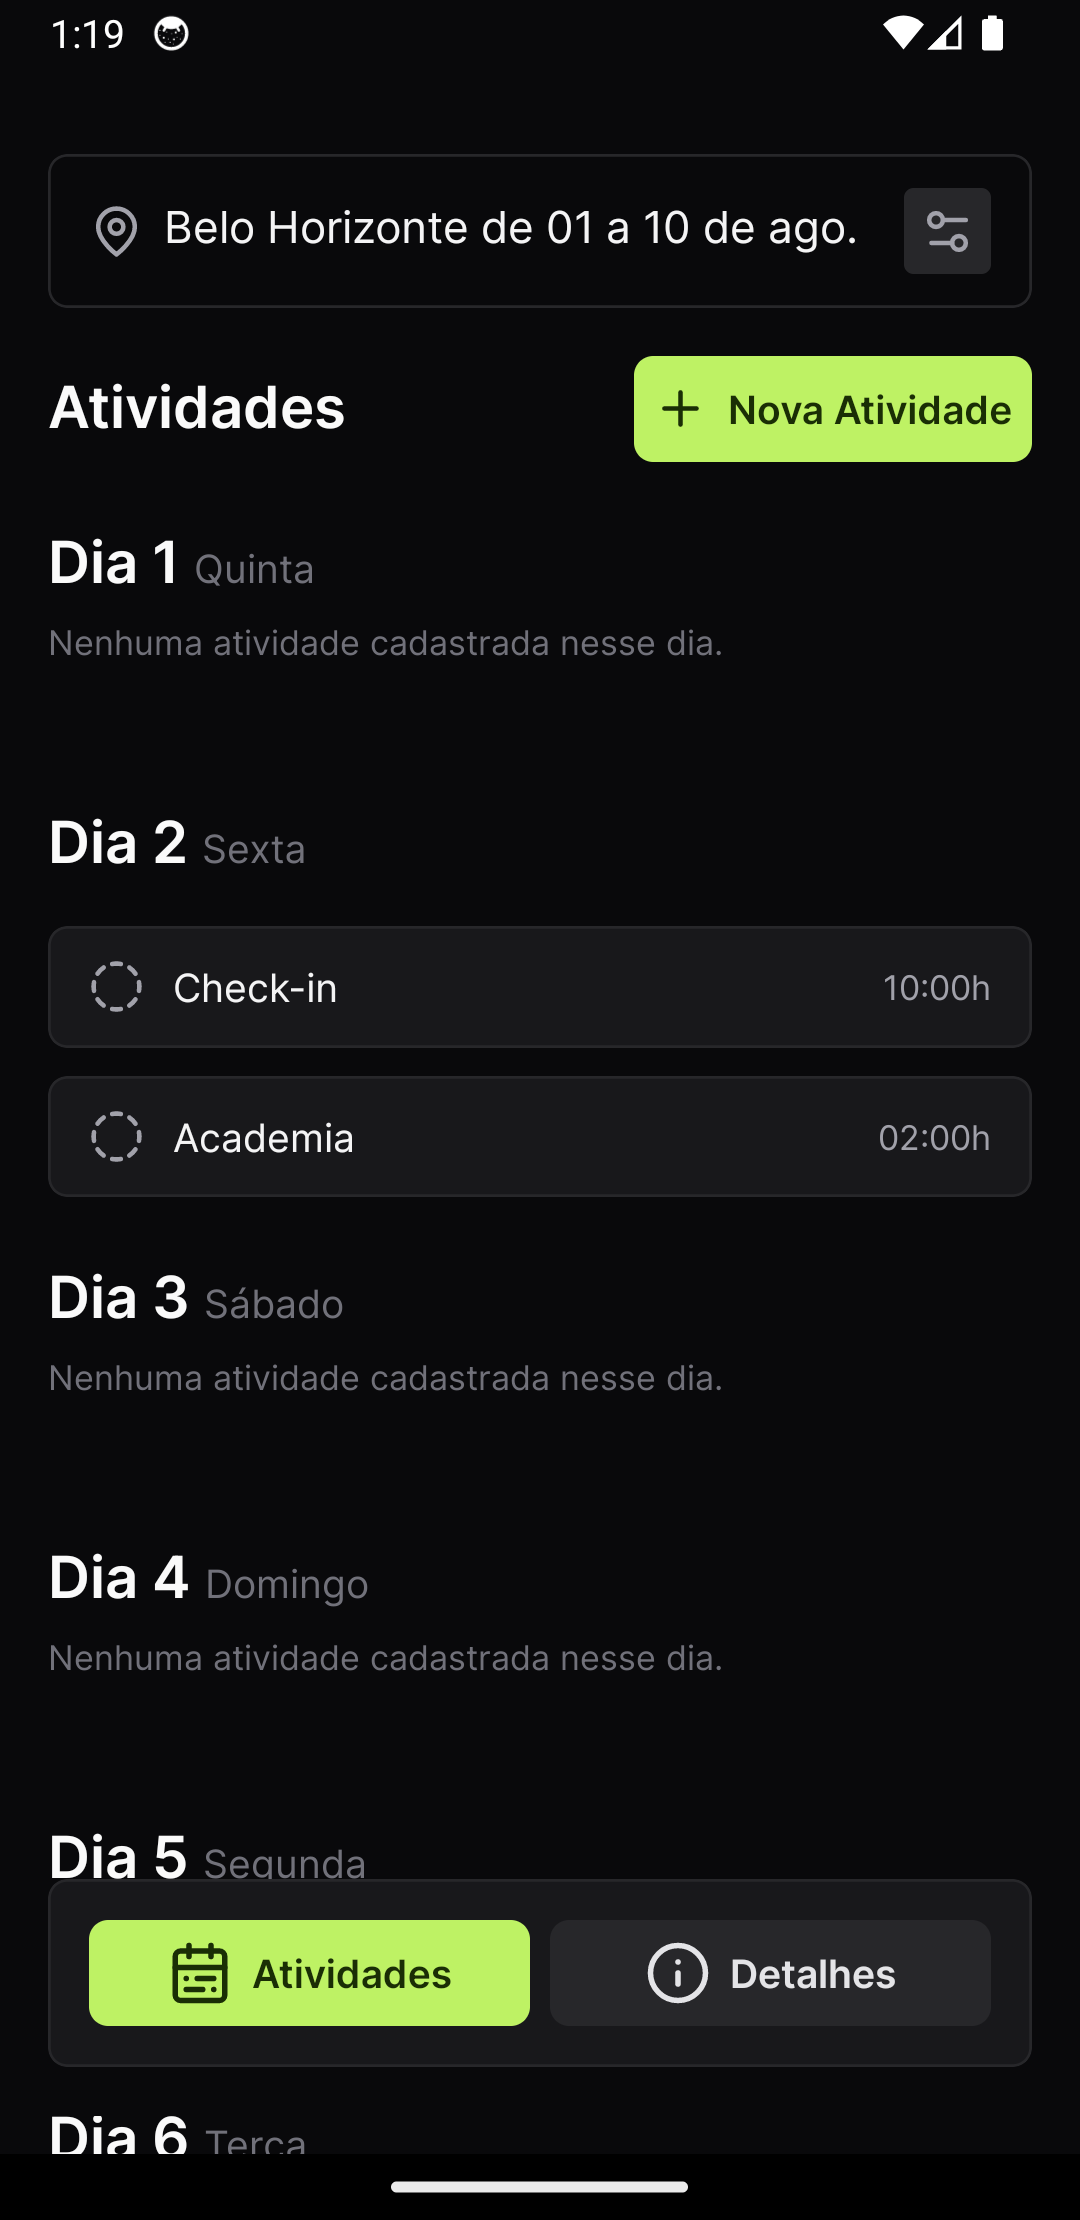 1:19
Belo Horizonte de 01 a 10 de ago.
Atividades
Nova Atividade
Dia 1 Quinta
Nenhuma atividade cadastrada nesse dia.
Dia 2 Sexta
Check-in 10:00h
Academia 02:00h
Dia 3 Sábado
Nenhuma atividade cadastrada nesse dia.
Dia 4 Domingo
Nenhuma atividade cadastrada nesse dia.
Dia 5 Segunda
Atividades
Detalhes
Dia 6 Terça